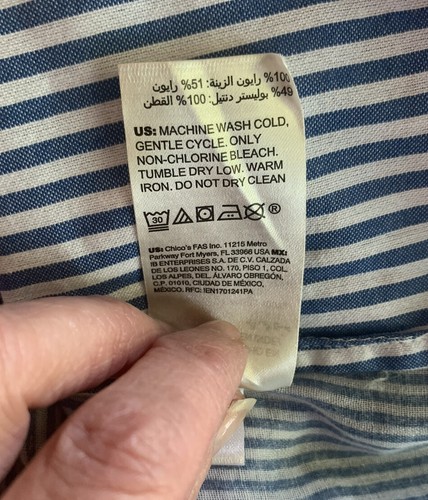 %100 رايون الزينة: 51% رايون
49% بوليستر دنتيل: 100% القطن
US: MACHINE WASH COLD,
GENTLE CYCLE. ONLY
NON-CHLORINE BLEACH.
TUMBLE DRY LOW. WARM
IRON. DO NOT DRY CLEAN
30 ®
US: Chico's FAS Inc. 11215 Metro
Parkway Fort Myers, FL 33966 USA MX:
IB ENTERPRISES S.A. DE C.V. CALZADA
DE LOS LEONES NO. 170, PISO 1, COL.
LOS ALPES, DEL. ÁLVARO OBREGÓN,
C.P. 01010, CIUDAD DE MÉXICO,
MÉXICO. RFC: IEN1701241PA